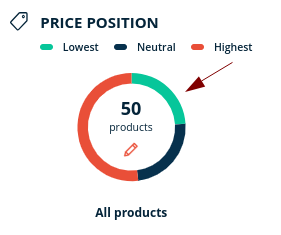 PRICE POSITION
Lowest Neutral Highest
50
products
All products